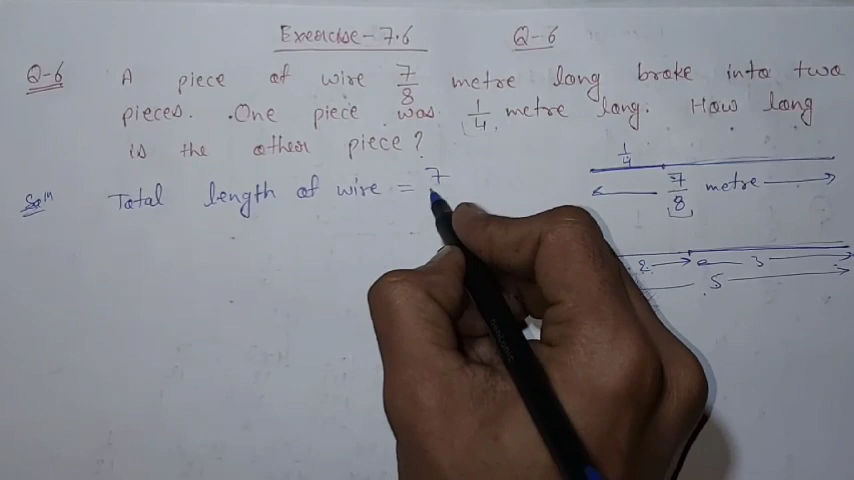 Exercise-7.6 Q-6
Q-6 A piece of wire 7/8 metre long broke into two
pieces. One piece was 1/4 metre long. How long
is the other piece?
1/4
7/8 metre
Solⁿ Total length of wire = 7
2 3
5